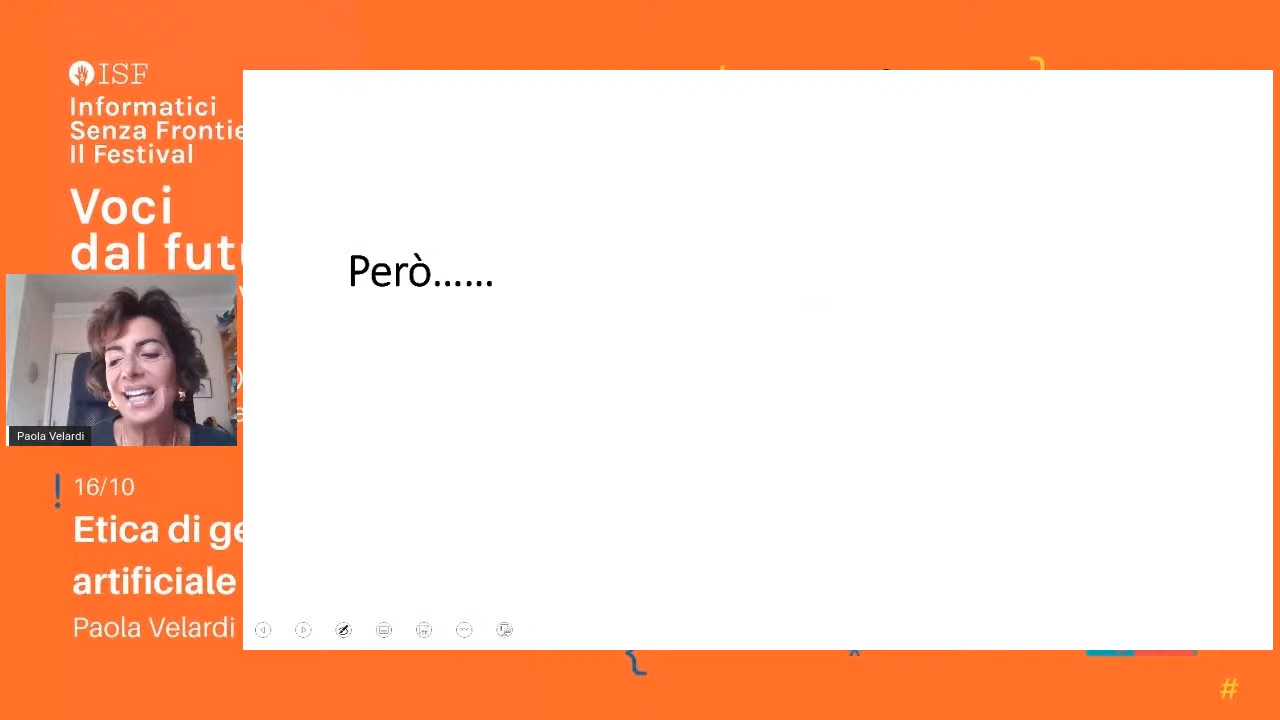 ISF
Informatici
Senza Frontie
Il Festival
Voci
dal futu
Però......
Paola Velardi
16/10
Etica di ge
artificiale
Paola Velardi
#